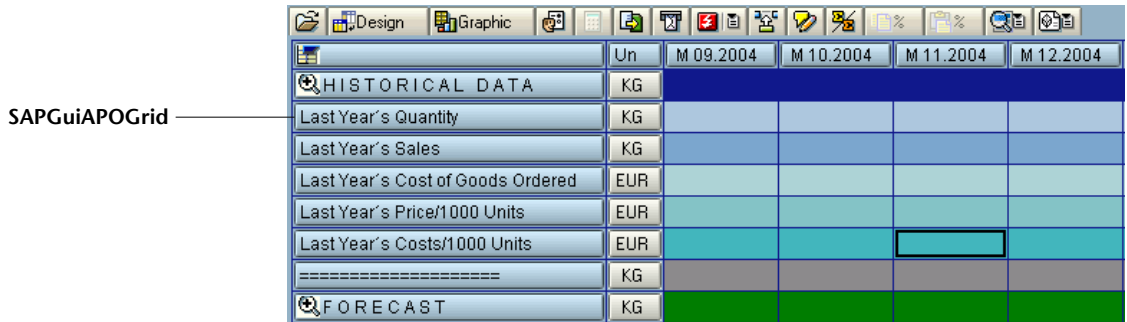 Design Graphic % %
Un M 09.2004 M 10.2004 M 11.2004 M 12.2004
HISTORICAL DATA KG
SAPGuiAPOGrid Last Year´s Quantity KG
Last Year´s Sales KG
Last Year´s Cost of Goods Ordered EUR
Last Year´s Price/1000 Units EUR
Last Year´s Costs/1000 Units EUR
==================== KG
FORECAST KG